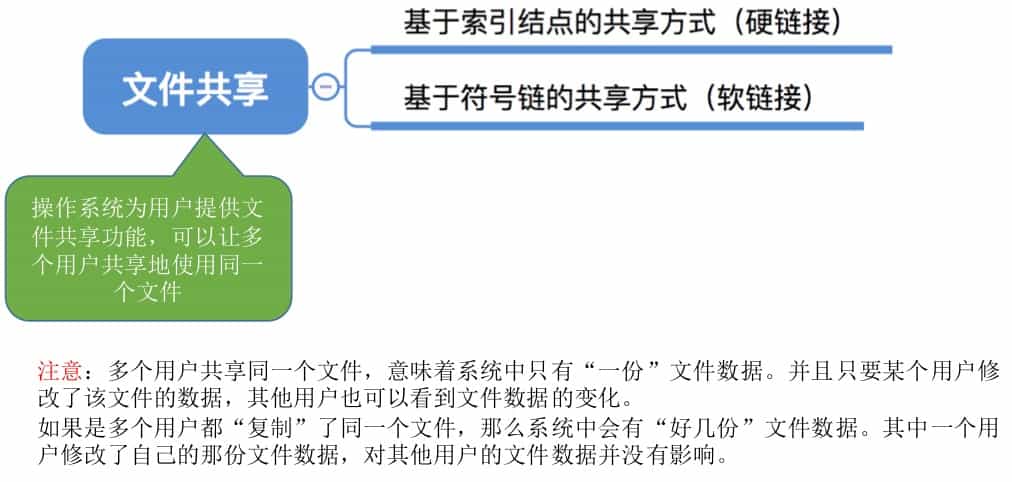 基于索引结点的共享方式（硬链接）
文件共享
基于符号链的共享方式（软链接）
操作系统为用户提供文
件共享功能，可以让多
个用户共享地使用同一
个文件
注意：多个用户共享同一个文件，意味着系统中只有“一份”文件数据。并且只要某个用户修
改了该文件的数据，其他用户也可以看到文件数据的变化。
如果是多个用户都“复制”了同一个文件，那么系统中会有“好几份”文件数据。其中一个用
户修改了自己的那份文件数据，对其他用户的文件数据并没有影响。